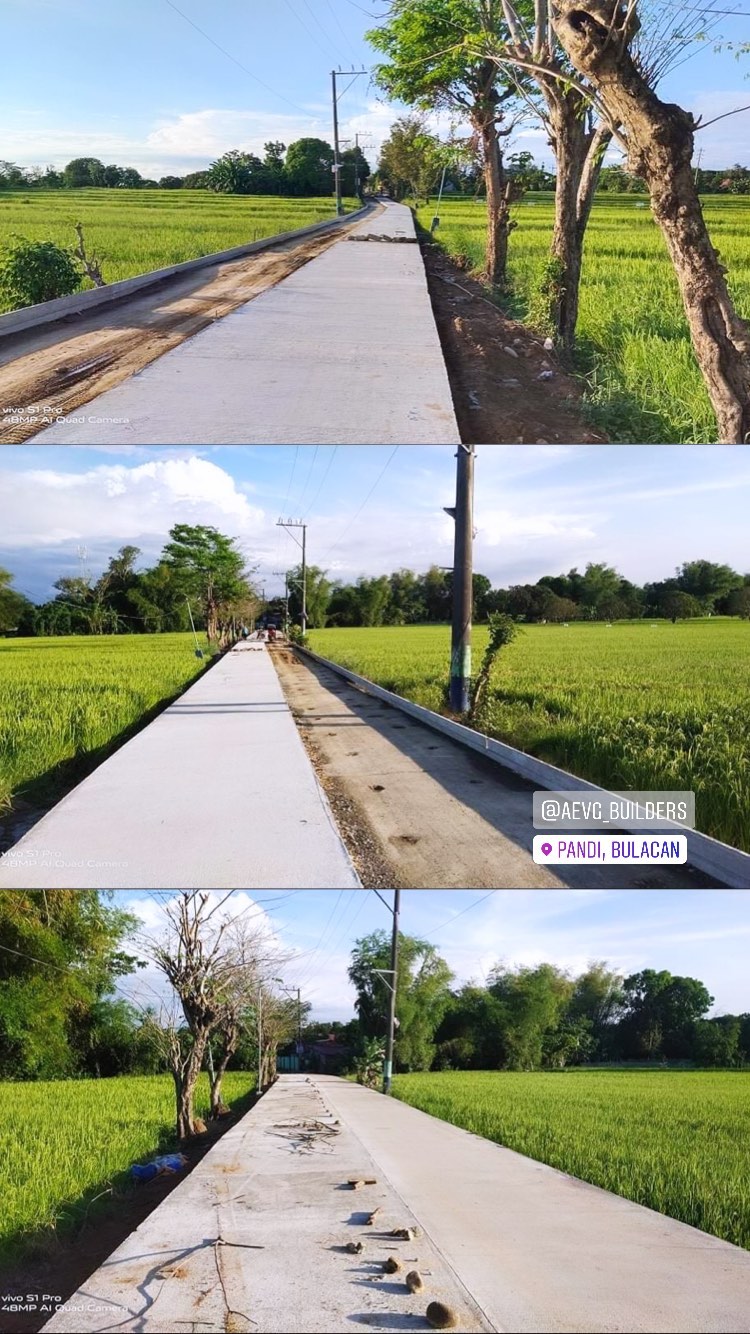 vivo S1 Pro
48MP AI Quad Camera
@AEVG_BUILDERS
PANDI, BULACAN
vivo S1 Pro
48MP AI Quad Camera
vivo S1 Pro
48MP AI Quad Camera